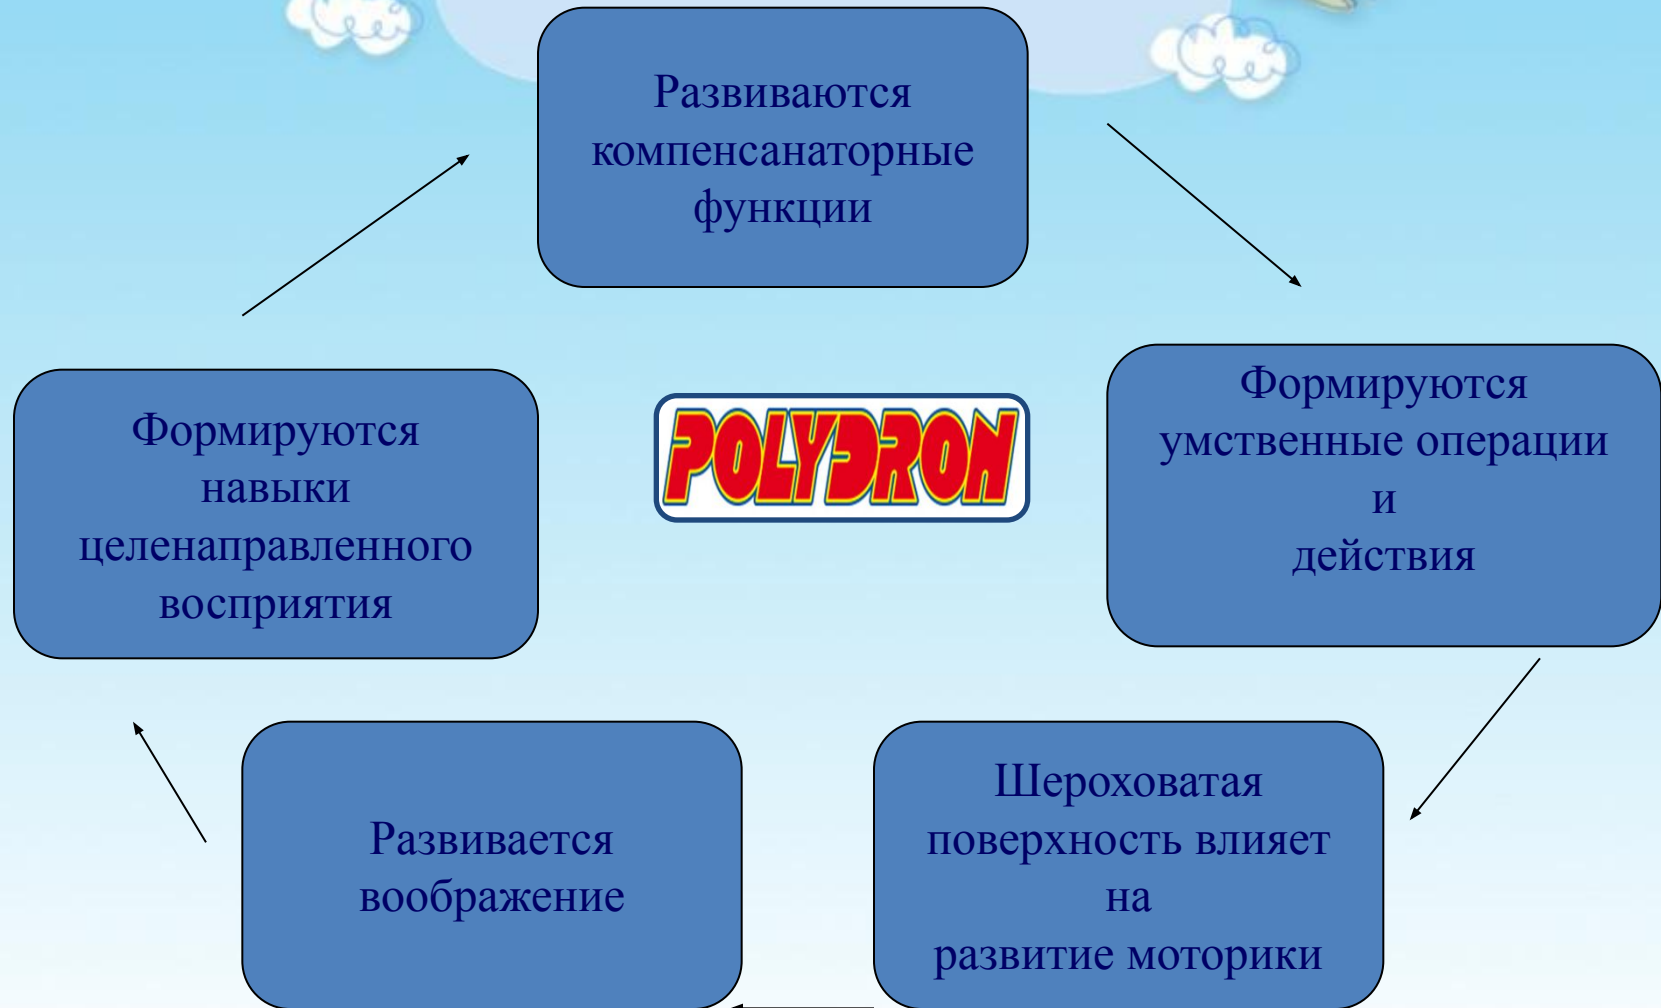 Развиваются
компенсанаторные
функции
Формируются
навыки
целенаправленного
восприятия
POLYDRON
Формируются
умственные операции
и
действия
Развивается
воображение
Шероховатая
поверхность влияет
на
развитие моторики